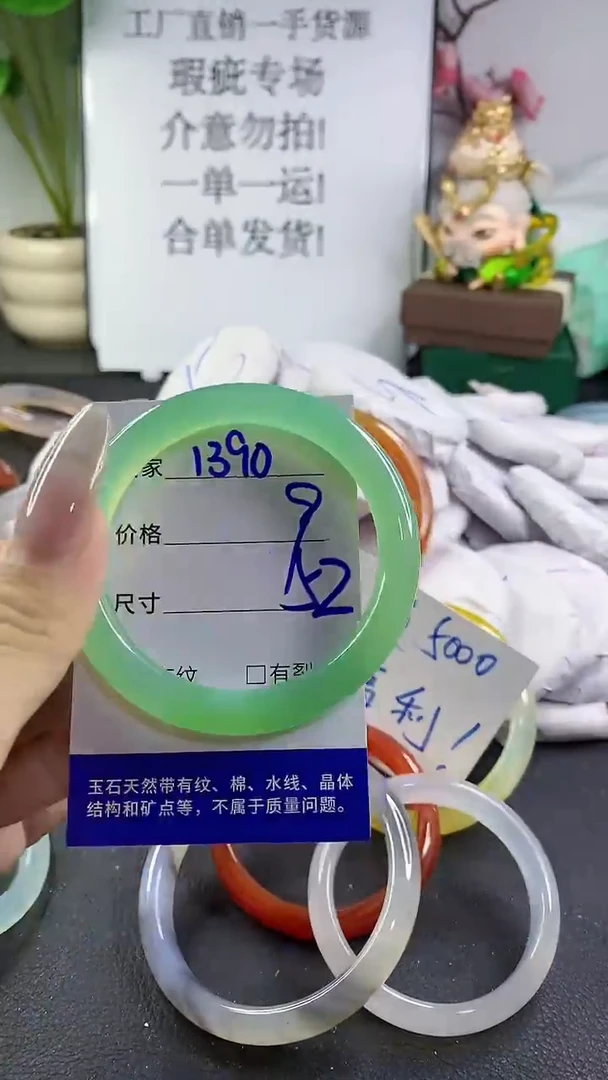 工厂直销一手货源
瑕疵专场
介意勿拍!
一单一运!
合单发货!
家 1390
价格
尺寸 52
纹 □有裂
玉石天然带有纹、棉、水线、晶体
结构和矿点等，不属于质量问题。
5000
利!